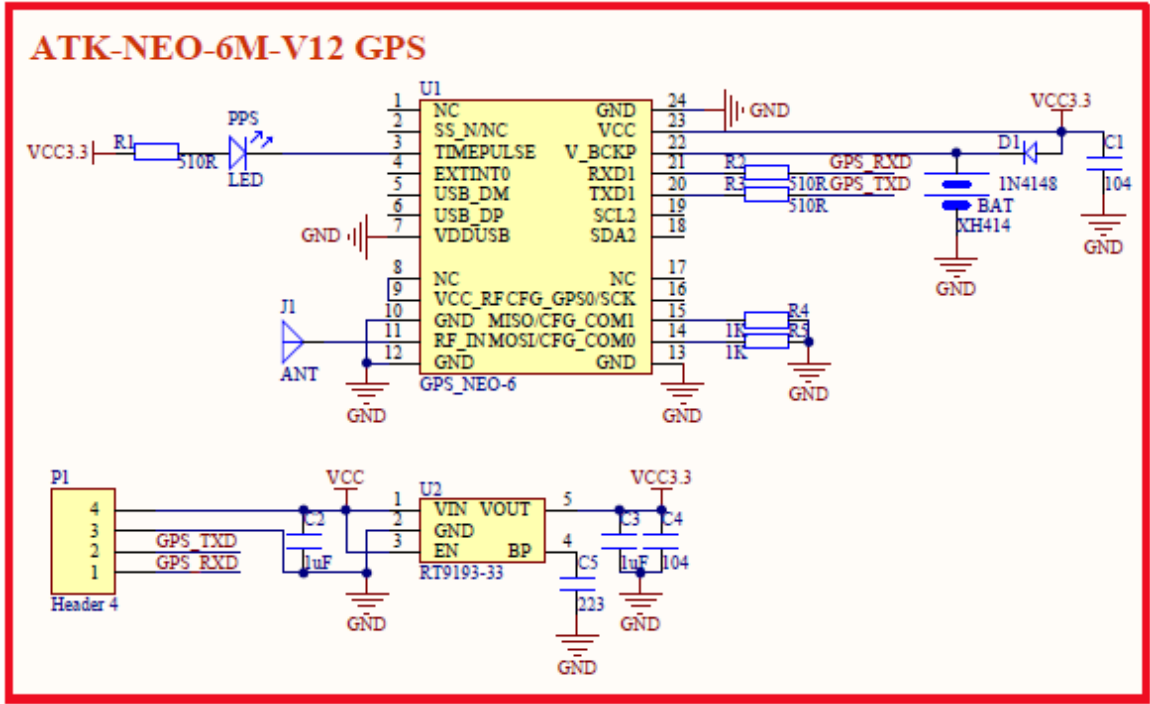 ATK-NEO-6M-V12 GPS
U1
1 NC GND 24 GND
2 SS_N/NC VCC 23 VCC3.3
PPS
VCC3.3 R1 510R LED 3 TIMEPULSE V_BCKP 22 D1 C1
4 EXTINT0 RXD1 21 R2 510R GPS_RXD 1N4148 104
5 USB_DM TXD1 20 R3 510R GPS_TXD
6 USB_DP SCL2 19 BAT
GND 7 VDDUSB SDA2 18 XH414
GND
GND
8 NC NC 17
9 VCC_RF CFG_GPS0/SCK 16
10 GND MISO/CFG_COM1 15 1K R4
J1 11 RF_IN MOSI/CFG_COM0 14 1K R5
ANT 12 GND GND 13
GPS_NEO-6
GND GND GND
P1 VCC U2 VCC3.3
4 1 VIN VOUT 5
3 C2 2 GND C3 C4
2 GPS_TXD 3 EN BP 4
1 GPS_RXD 1uF RT9193-33 C5 1uF 104
Header 4 223
GND GND
GND